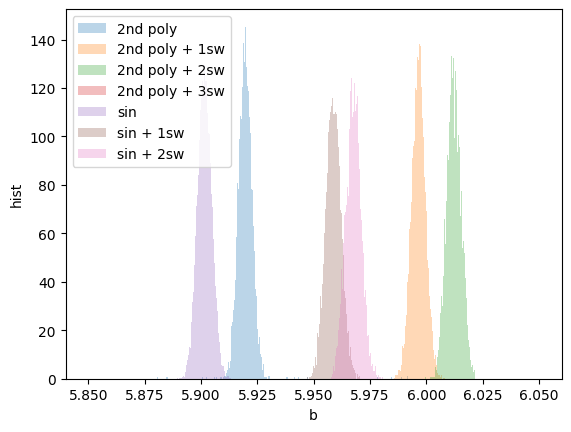 2nd poly
2nd poly + 1sw
2nd poly + 2sw
2nd poly + 3sw
sin
sin + 1sw
sin + 2sw
140
120
100
80
60
40
20
0
hist
5.850 5.875 5.900 5.925 5.950 5.975 6.000 6.025 6.050
b